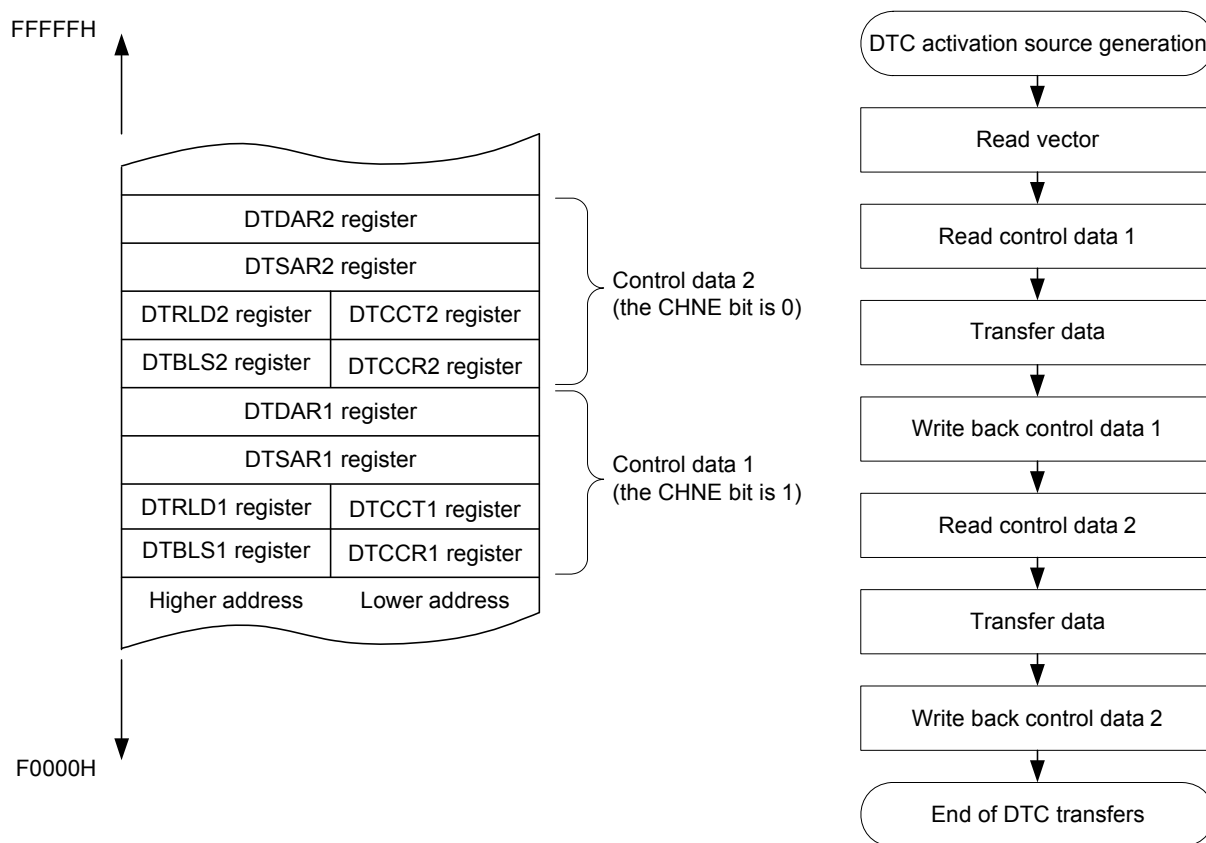 FFFFFH
DTDAR2 register
DTSAR2 register
DTRLD2 register
DTCCT2 register
DTBLS2 register
DTCCR2 register
Control data 2
(the CHNE bit is 0)
DTDAR1 register
DTSAR1 register
DTRLD1 register
DTCCT1 register
DTBLS1 register
DTCCR1 register
Control data 1
(the CHNE bit is 1)
Higher address
Lower address
F0000H
DTC activation source generation
Read vector
Read control data 1
Transfer data
Write back control data 1
Read control data 2
Transfer data
Write back control data 2
End of DTC transfers